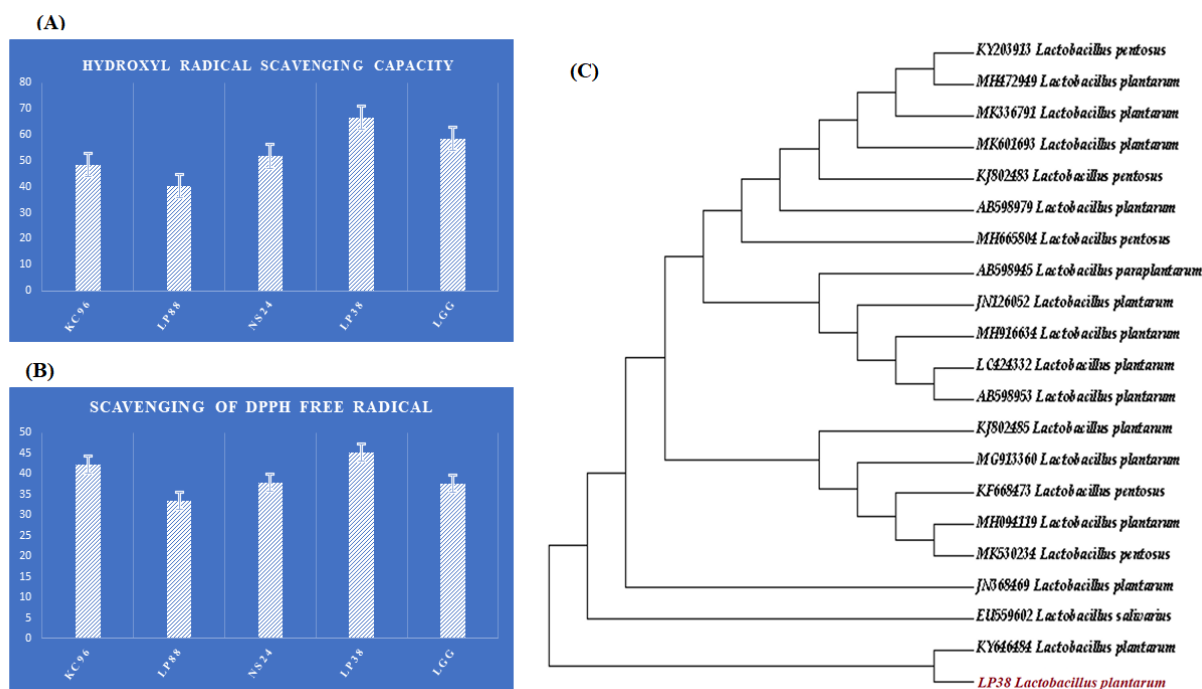 (A)
HYDROXYL RADICAL SCAVENGING CAPACITY
80
70
60
50
40
30
20
10
0
KC96
LP88
NS24
LP38
LGG
(B)
SCAVENGING OF DPPH FREE RADICAL
50
45
40
35
30
25
20
15
10
5
0
KC96
LP88
NS24
LP38
LGG
(C)
KY203913 Lactobacillus pentosus
MH472949 Lactobacillus plantarum
MK336791 Lactobacillus plantarum
MK601693 Lactobacillus plantarum
KJ802483 Lactobacillus pentosus
AB598979 Lactobacillus plantarum
MH665804 Lactobacillus pentosus
AB598945 Lactobacillus paraplantarum
JN126052 Lactobacillus plantarum
MH916634 Lactobacillus plantarum
LC424332 Lactobacillus plantarum
AB598953 Lactobacillus plantarum
KJ802485 Lactobacillus plantarum
MG913360 Lactobacillus plantarum
KF668473 Lactobacillus pentosus
MH094119 Lactobacillus plantarum
MK530234 Lactobacillus pentosus
JN368469 Lactobacillus plantarum
EU559602 Lactobacillus salivarius
KY646484 Lactobacillus plantarum
LP38 Lactobacillus plantarum